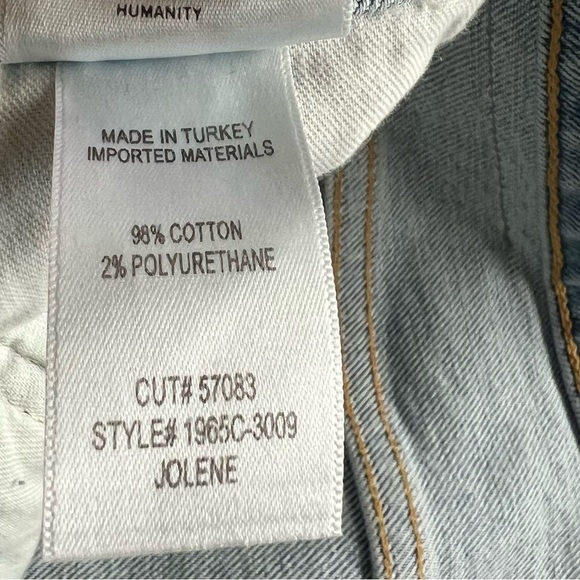 HUMANITY
MADE IN TURKEY
IMPORTED MATERIALS
98% COTTON
2% POLYURETHANE
CUT# 57083
STYLE# 1965C-3009
JOLENE